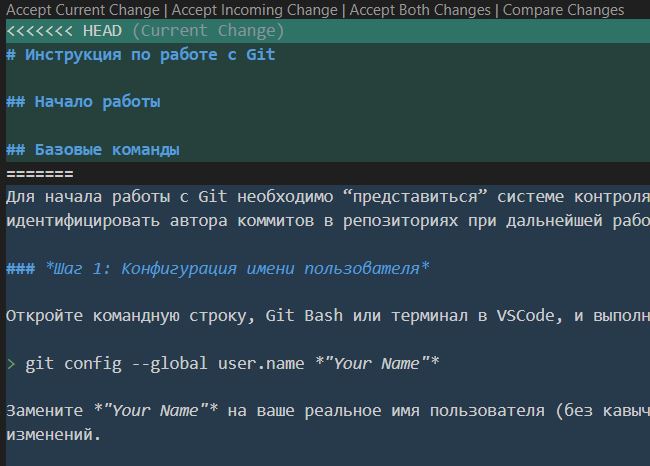 Accept Current Change | Accept Incoming Change | Accept Both Changes | Compare Changes
<<<<<<< HEAD (Current Change)
# Инструкция по работе с Git
## Начало работы
## Базовые команды
=======
Для начала работы с Git необходимо “представиться” системе контроля
идентифицировать автора коммитов в репозиториях при дальнейшей рабо
### *Шаг 1: Конфигурация имени пользователя*
Откройте командную строку, Git Bash или терминал в VSCode, и выполн
> git config --global user.name *"Your Name"*
Замените *"Your Name"* на ваше реальное имя пользователя (без кавыч
изменений.